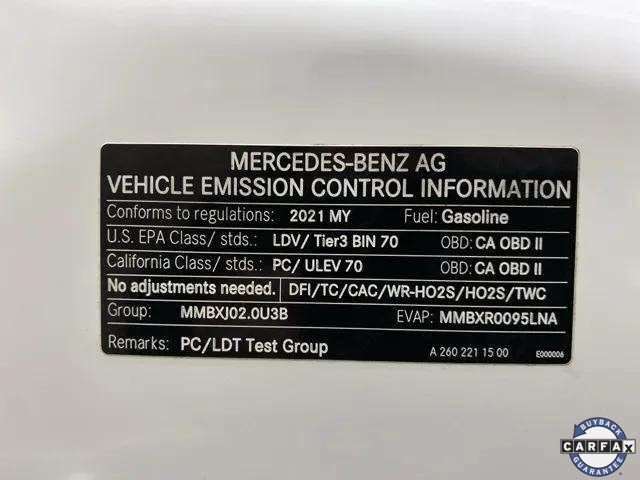 MERCEDES-BENZ AG
VEHICLE EMISSION CONTROL INFORMATION
Conforms to regulations: 2021 MY Fuel: Gasoline
U.S. EPA Class/ stds.: LDV/ Tier3 BIN 70 OBD: CA OBD II
California Class/ stds.: PC/ ULEV 70 OBD: CA OBD II
No adjustments needed. DFI/TC/CAC/WR-HO2S/HO2S/TWC
Group: MMBXJ02.0U3B EVAP: MMBXR0095LNA
Remarks: PC/LDT Test Group A 260 221 15 00 E000006
BUYBACK
CARFAX
GUARANTEE